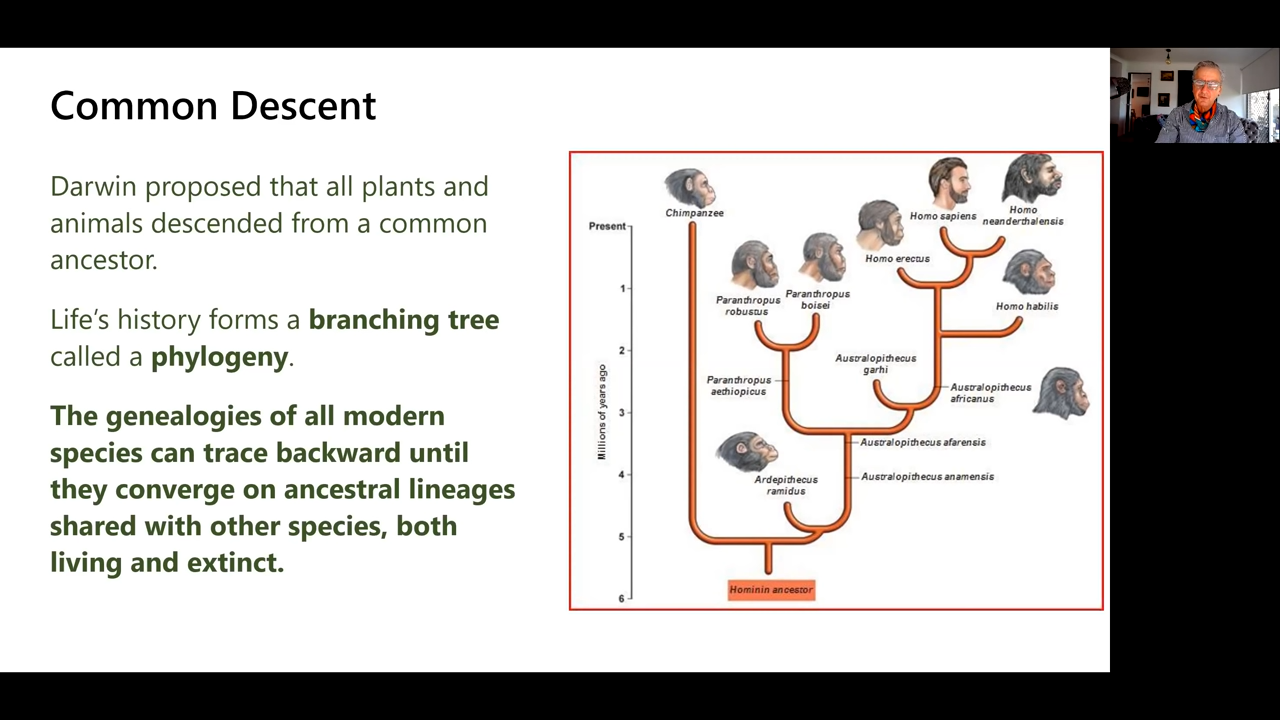 Common Descent
Darwin proposed that all plants and
animals descended from a common
ancestor.
Life's history forms a branching tree
called a phylogeny.
The genealogies of all modern
species can trace backward until
they converge on ancestral lineages
shared with other species, both
living and extinct.
Chimpanzee
Homo sapiens
Homo
neanderthalensis
Present
Homo erectus
1
Paranthropus
robustus
Paranthropus
boisei
Homo habilis
2
Australopithecus
garhi
Paranthropus
aethiopicus
Australopithecus
africanus
Millions of years ago
3
Australopithecus afarensis
4
Ardepithecus
ramidus
Australopithecus anamensis
5
Hominin ancestor
6